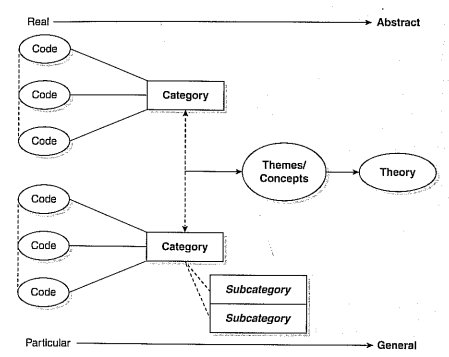 Real
Abstract
Code
Code
Category
Code
Themes/
Concepts
Theory
Code
Code
Category
Code
Subcategory
Subcategory
Particular
General